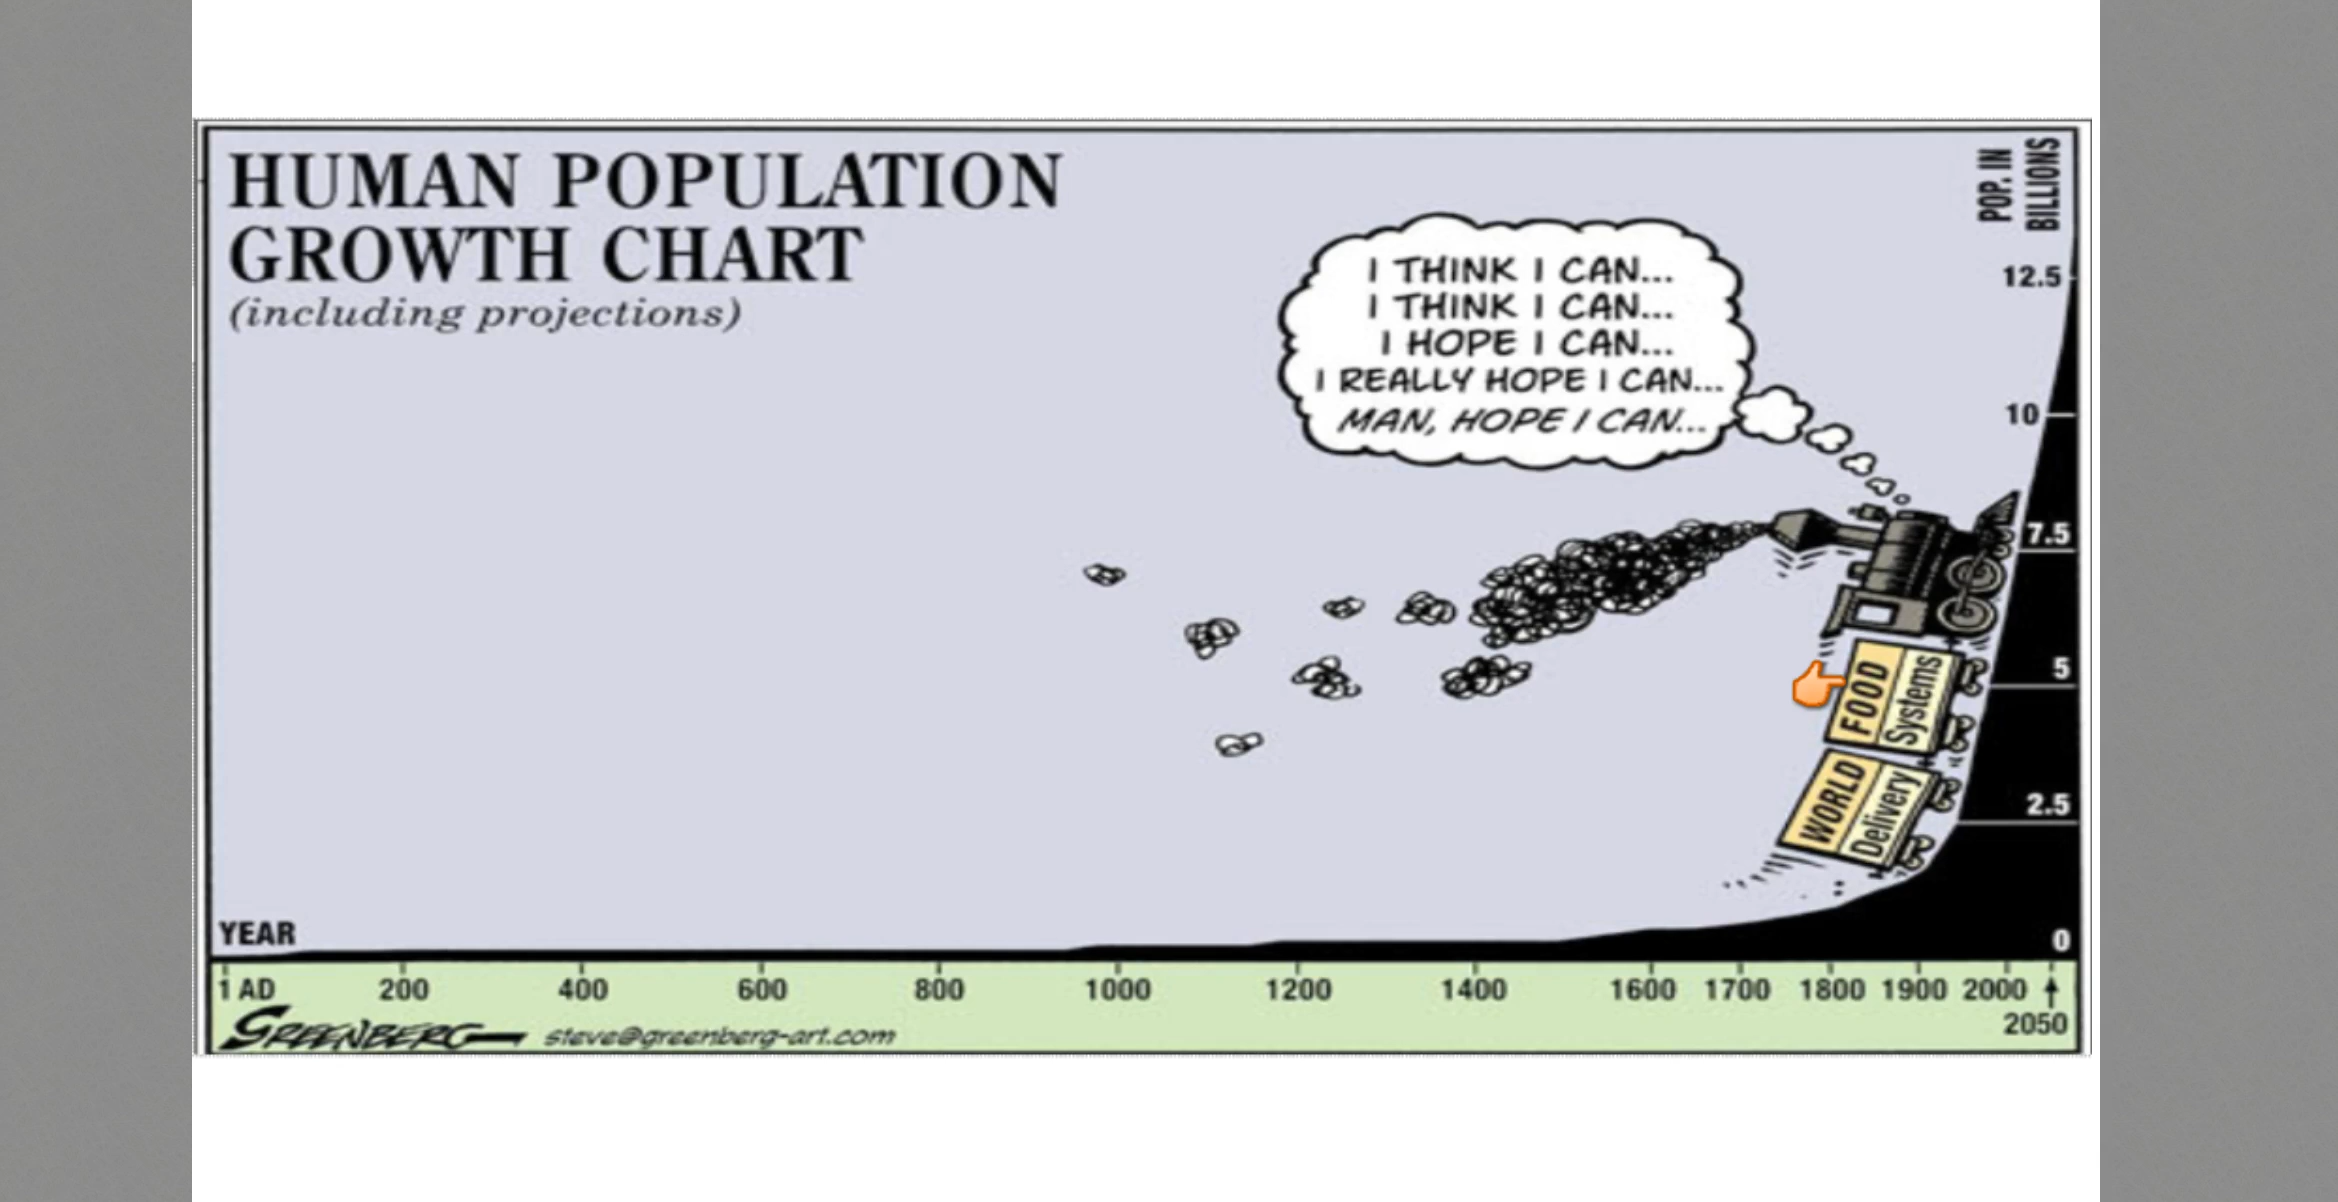 HUMAN POPULATION
GROWTH CHART
(including projections)
POP. IN
BILLIONS
I THINK I CAN...
I THINK I CAN...
I HOPE I CAN...
I REALLY HOPE I CAN...
MAN, HOPE I CAN...
12.5
10
7.5
5
2.5
0
FOOD
Systems
WORLD
Delivery
YEAR
1 AD 200 400 600 800 1000 1200 1400 1600 1700 1800 1900 2000
2050
GREENBERG steve@greenberg-art.com